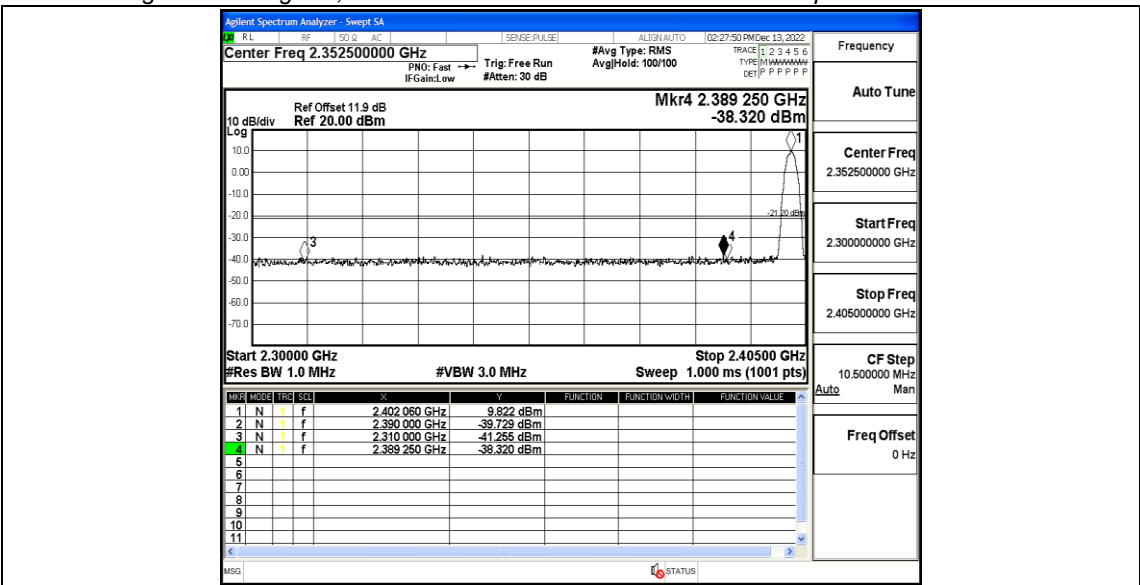 Agilent Spectrum Analyzer - Swept SA
RL RF 50 Ω AC SENSE:PULSE ALIGNAUTO 02:27:50 PM Dec 13, 2022
Center Freq 2.352500000 GHz #Avg Type: RMS TRACE 1 2 3 4 5 6
PNO: Fast Trig: Free Run Avg|Hold: 100/100 TYPE M WWWWW
IFGain:Low #Atten: 30 dB DET P P P P P P
Frequency
Auto Tune
Center Freq
2.352500000 GHz
Start Freq
2.300000000 GHz
Stop Freq
2.405000000 GHz
CF Step
10.500000 MHz
Auto Man
Freq Offset
0 Hz
Ref Offset 11.9 dB Mkr4 2.389 250 GHz
10 dB/div Ref 20.00 dBm -38.320 dBm
Log
10.0
0.00
-10.0
-20.0
-30.0
-40.0
-50.0
-60.0
-70.0
1
-21.20 dBm
3
4
Start 2.30000 GHz Stop 2.40500 GHz
#Res BW 1.0 MHz #VBW 3.0 MHz Sweep 1.000 ms (1001 pts)
MKR MODE TRC SCL X Y FUNCTION FUNCTION WIDTH FUNCTION VALUE
1 N 1 f 2.402 060 GHz 9.822 dBm
2 N 1 f 2.390 000 GHz -39.729 dBm
3 N 1 f 2.310 000 GHz -41.255 dBm
4 N 1 f 2.389 250 GHz -38.320 dBm
5
6
7
8
9
10
11
MSG STATUS